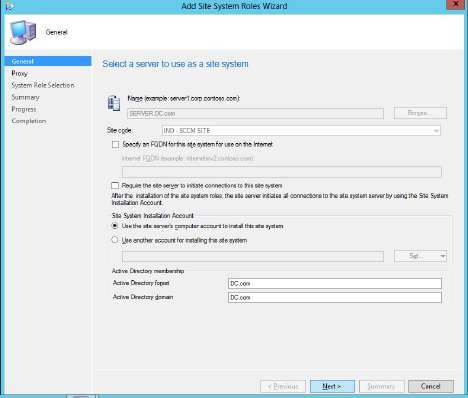 Add Site System Roles Wizard
General
General
Proxy
System Role Selection
Summary
Progress
Completion
Select a server to use as a site system
Name (example: server1.corp.contoso.com):
SERVER.DC.com
Browse...
Site code:
IND - SCCM SITE
Specify an FQDN for this site system for use on the Internet
Internet FQDN (example: internetsrv2.contoso.com):
Require the site server to initiate connections to this site system
After the installation of the site system roles, the site server initiates all connections to the site system server by using the Site System
Installation Account.
Site System Installation Account
Use the site server's computer account to install this site system
Use another account for installing this site system
Set...
Active Directory membership
Active Directory forest
DC.com
Active Directory domain
DC.com
< Previous
Next >
Summary
Cancel